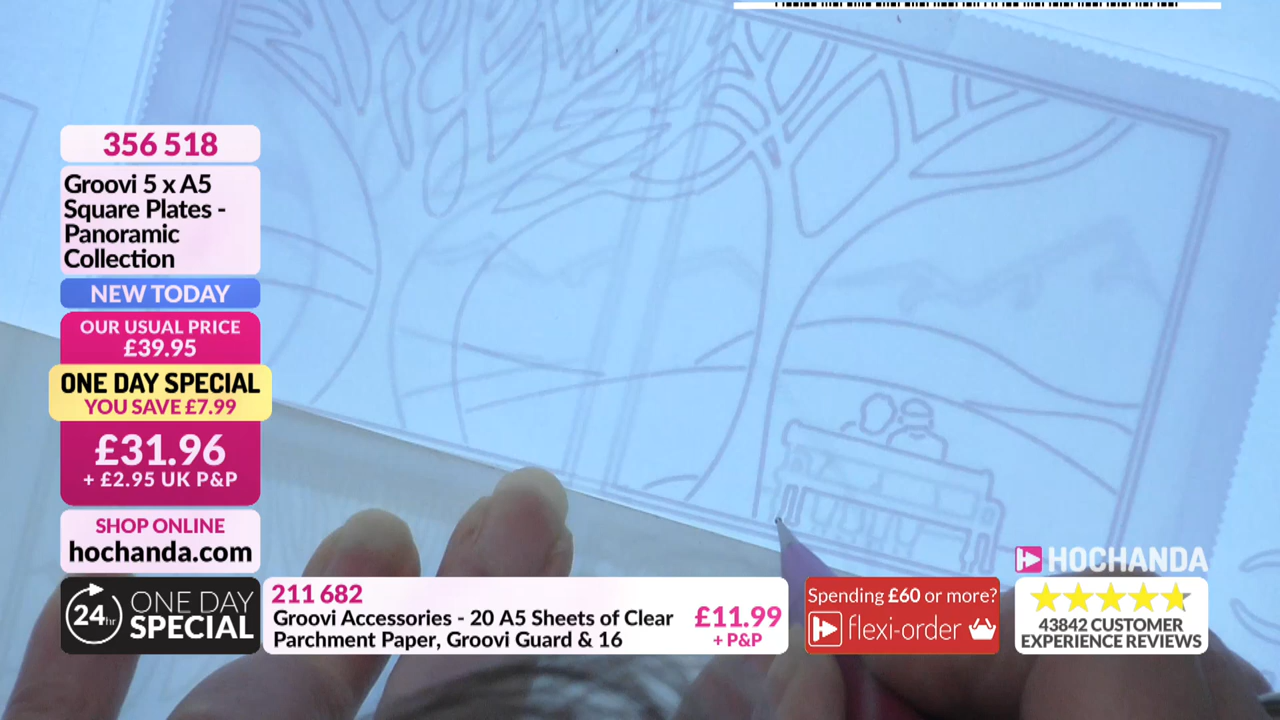 356 518
Groovi 5 x A5
Square Plates -
Panoramic
Collection
NEW TODAY
OUR USUAL PRICE
£39.95
ONE DAY SPECIAL
YOU SAVE £7.99
£31.96
+ £2.95 UK P&P
SHOP ONLINE
hochanda.com
24hr
ONE DAY
SPECIAL
211 682
Groovi Accessories - 20 A5 Sheets of Clear
Parchment Paper, Groovi Guard & 16
£11.99
+ P&P
Spending £60 or more?
flexi-order
HOCHANDA
43842 CUSTOMER
EXPERIENCE REVIEWS